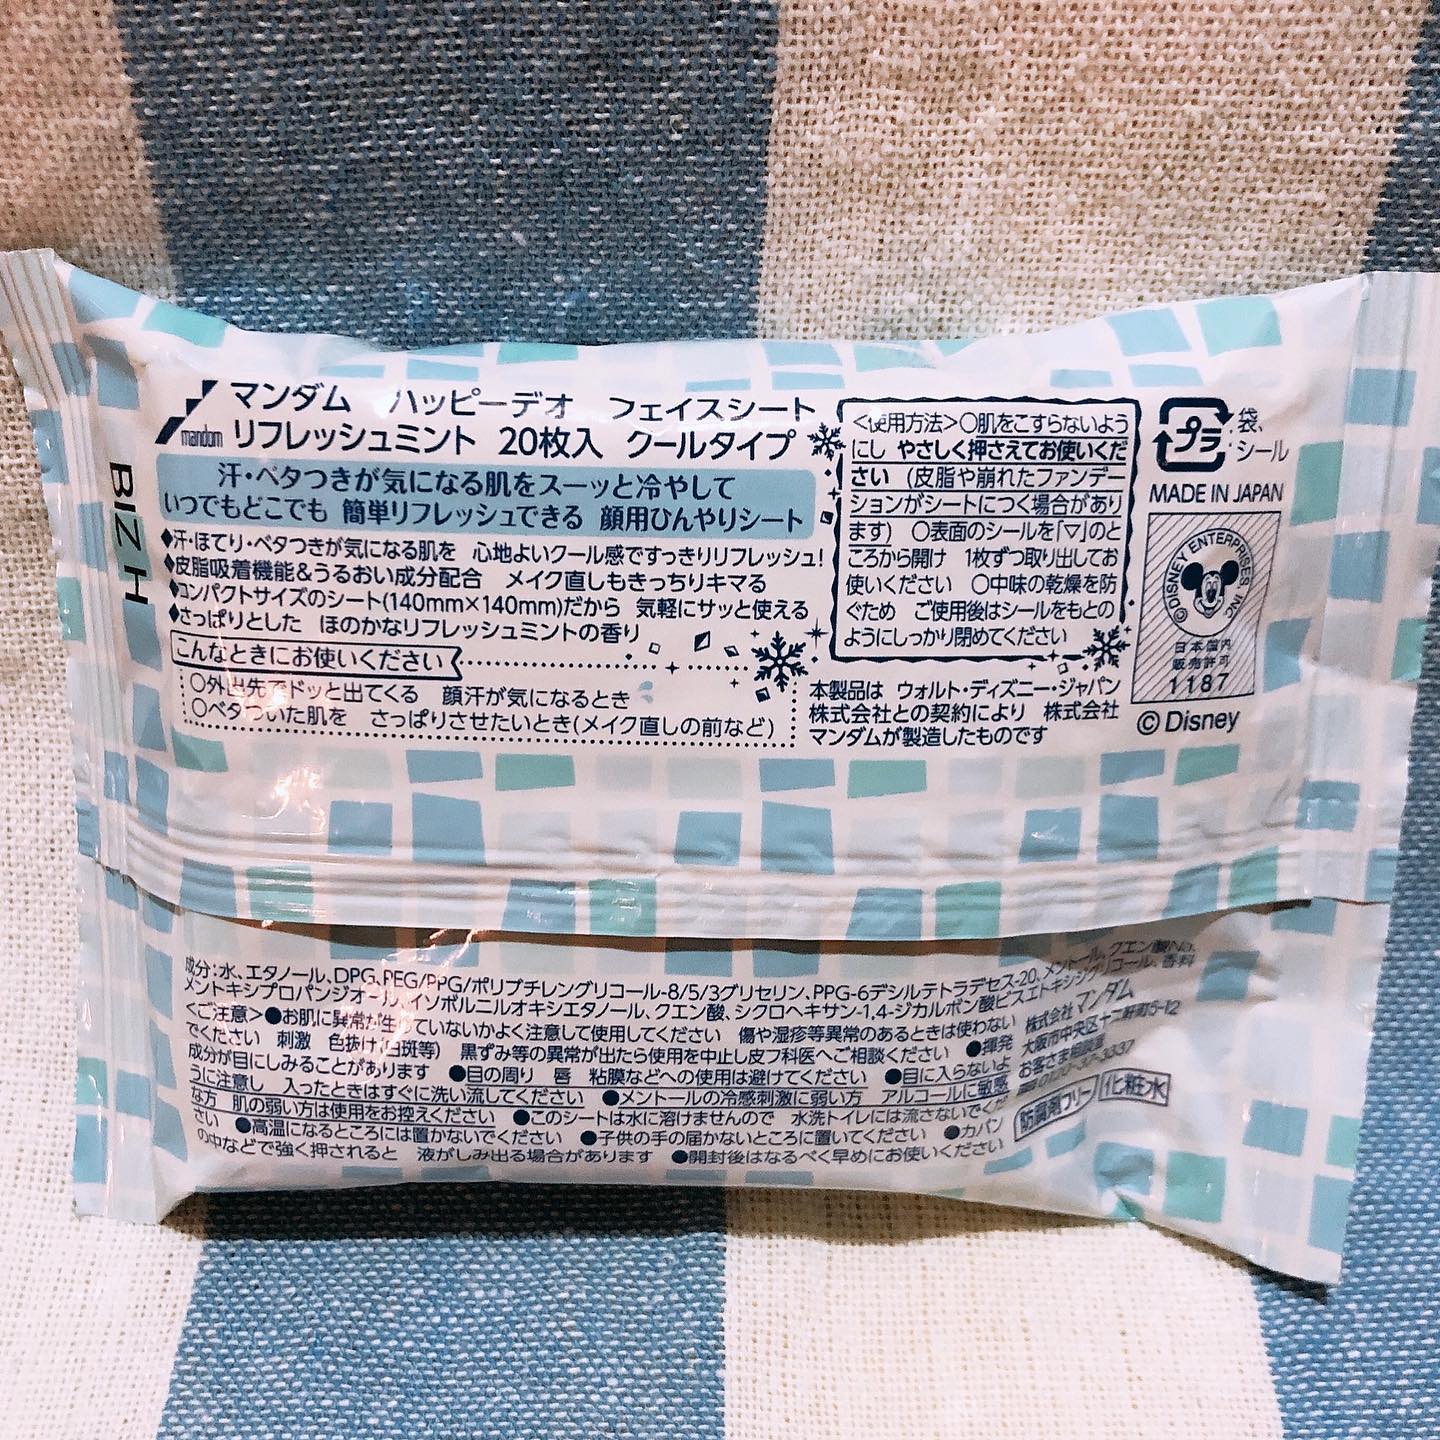 マンダム ハッピーデオ フェイスシート
mandom リフレッシュミント 20枚入 クールタイプ
汗・ベタつきが気になる肌をスーッと冷やして
いつでもどこでも 簡単リフレッシュできる 顔用ひんやりシート
◆汗・ほてり・ベタつきが気になる肌を 心地よいクール感ですっきりリフレッシュ!
◆皮脂吸着機能&うるおい成分配合 メイク直しもきっちりキマる
◆コンパクトサイズのシート(140mm×140mm)だから 気軽にサッと使える
◆さっぱりとした ほのかなリフレッシュミントの香り
こんなときにお使いください
○外出先でドッと出てくる 顔汗が気になるとき
○ベタついた肌を さっぱりさせたいとき(メイク直しの前など)
BIZ H
<使用方法>○肌をこすらないよう
にし やさしく押さえてお使いくだ
さい (皮脂や崩れたファンデー
ションがシートにつく場合があり
ます) ○表面のシールを「▽」のと
ころから開け 1枚ずつ取り出してお
使いください ○中味の乾燥を防
ぐため ご使用後はシールをもとの
ようにしっかり閉めてください
本製品は ウォルト・ディズニー・ジャパン
株式会社との契約により 株式会社
マンダムが製造したものです
プラ
袋、
シール
MADE IN JAPAN
©DISNEY ENTERPRISES INC
日本国内
販売許可
1187
© Disney
成分:水、エタノール、DPG、PEG/PPG/ポリブチレングリコール-8/5/3グリセリン、PPG-6デシルテトラデセス-20、メントール、クエン酸Na、
メントキシプロパンジオール、イソボルニルオキシエタノール、クエン酸、シクロヘキサン-1,4-ジカルボン酸ビスエトキシジグリコール、香料
<ご注意>●お肌に異常が生じていないかよく注意して使用してください 傷や湿疹等異常のあるときは使わない
でください 刺激 色抜け(白斑等) 黒ずみ等の異常が出たら使用を中止し皮フ科医へご相談ください ●揮発
成分が目にしみることがあります ●目の周り 唇 粘膜などへの使用は避けてください ●目に入らないよ
うに注意し 入ったときはすぐに洗い流してください ●メントールの冷感刺激に弱い方 アルコールに敏感
な方 肌の弱い方は使用をお控えください ●このシートは水に溶けませんので 水洗トイレには流さないでくだ
さい ●高温になるところには置かないでください ●子供の手の届かないところに置いてください ●カバン
の中などで強く押されると 液がしみ出る場合があります ●開封後はなるべく早めにお使いください
株式会社 マンダム
大阪市中央区十二軒町5-12
お客さま相談室
0120-37-3337
防腐剤フリー 化粧水